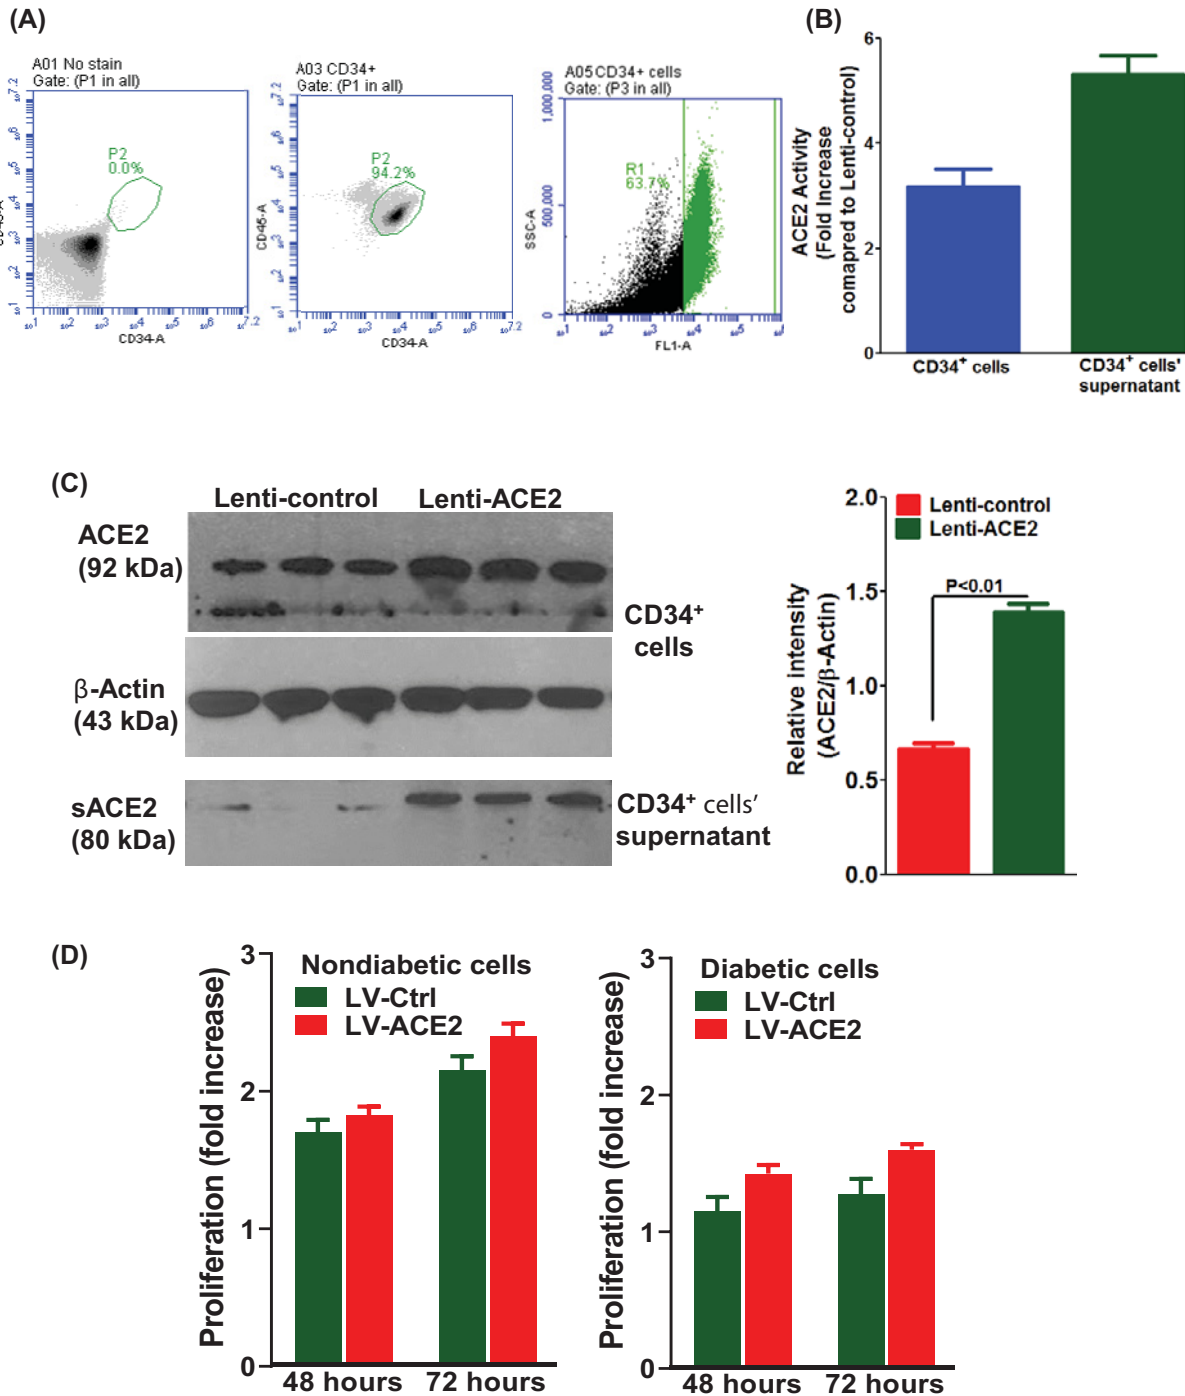 (A)
A01 No stain
Gate: (P1 in all)
P2
0.0%
CD34-A
A03 CD34+
Gate: (P1 in all)
P2
94.2%
CD45-A
CD34-A
A05 CD34+ cells
Gate: (P3 in all)
R1
63.7%
SSC-A
1,000,000
500,000
0
FL1-A
(B)
ACE2 Activity
(Fold Increase
comapred to Lenti-control)
6
4
2
0
CD34+ cells
CD34+ cells'
supernatant
(C)
Lenti-control
Lenti-ACE2
ACE2
(92 kDa)
CD34+
cells
β-Actin
(43 kDa)
sACE2
(80 kDa)
CD34+ cells'
supernatant
Relative intensity
(ACE2/β-Actin)
2.0
1.5
1.0
0.5
0.0
Lenti-control
Lenti-ACE2
P<0.01
(D)
Proliferation (fold increase)
3
2
1
0
Nondiabetic cells
LV-Ctrl
LV-ACE2
48 hours
72 hours
Proliferation (fold increase)
3
2
1
0
Diabetic cells
LV-Ctrl
LV-ACE2
48 hours
72 hours